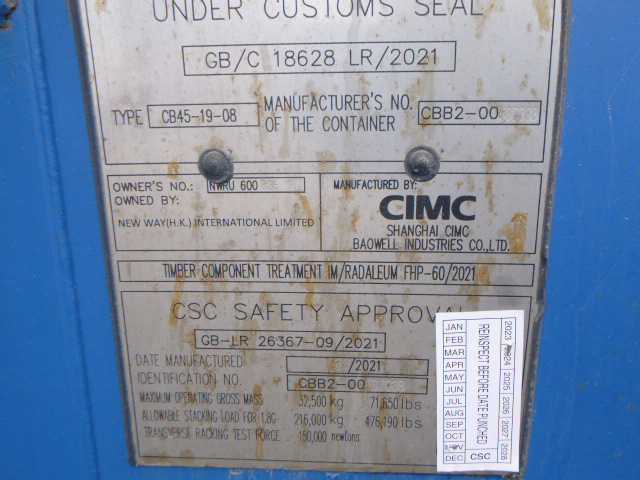 UNDER CUSTOMS SEAL
GB/C 18628 LR/2021
TYPE CB45-19-08 MANUFACTURER'S NO. OF THE CONTAINER CBB2-00
OWNER'S NO.: NWRU 600
OWNED BY:
NEW WAY(H.K.) INTERNATIONAL LIMITED
MANUFACTURED BY:
CIMC
SHANGHAI CIMC
BAOWELL INDUSTRIES CO.,LTD.
TIMBER COMPONENT TREATMENT IM/RADALEUM FHP-60/2021
CSC SAFETY APPROVAL
GB-LR 26367-09/2021
DATE MANUFACTURED /2021
IDENTIFICATION NO. CBB2-00
MAXIMUM OPERATING GROSS MASS 32,500 kg 71,650 lbs
ALLOWABLE STACKING LOAD FOR 1.8G 216,000 kg 476,190 lbs
TRANSVERSE RACKING TEST FORCE 150,000 newtons
JAN
FEB
MAR
APR
MAY
JUN
JUL
AUG
SEP
OCT
DEC
REINSPECT BEFORE DATE PUNCHED
CSC
2023 2025 2026 2027 2028